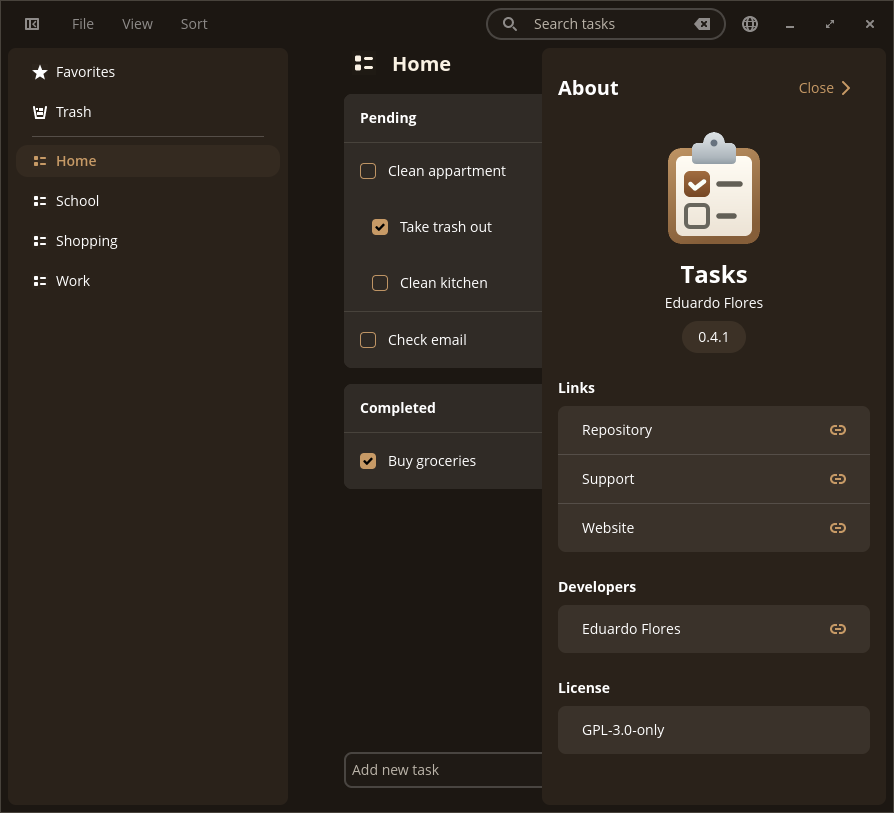 File View Sort Search tasks
Favorites
Trash
Home
School
Shopping
Work
Home
Pending
Clean appartment
Take trash out
Clean kitchen
Check email
Completed
Buy groceries
Add new task
About Close
Tasks
Eduardo Flores
0.4.1
Links
Repository
Support
Website
Developers
Eduardo Flores
License
GPL-3.0-only